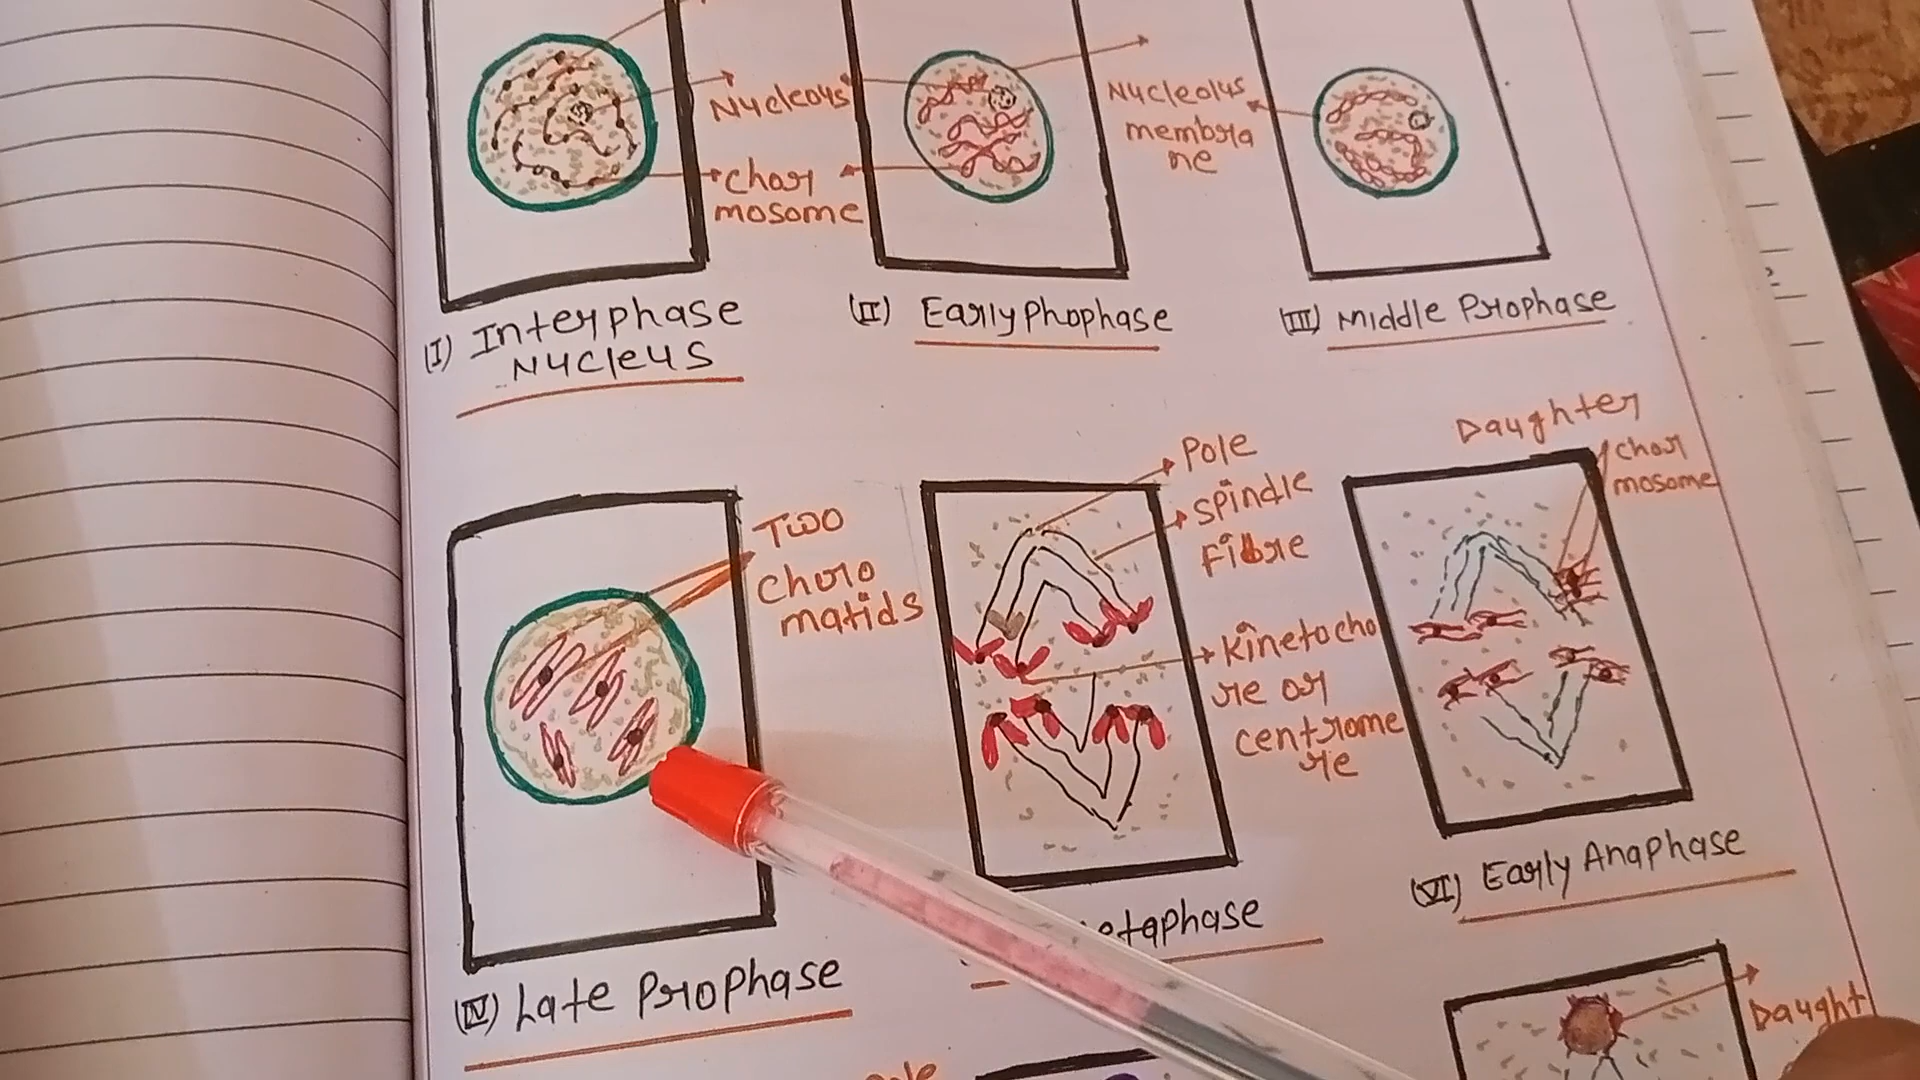 Nucleous
Chor
mosome
Nucleolus
membra
ne
(I) Interphase
Nucleus
(II) Early Phophase
(III) Middle Prophase
Two
Choro
matids
Pole
Spindle
Fibre
Kinetocho
re or
centrome
re
Daughter
Chor
mosome
(IV) Late Prophase
etaphase
(VI) Early Anaphase
Daught